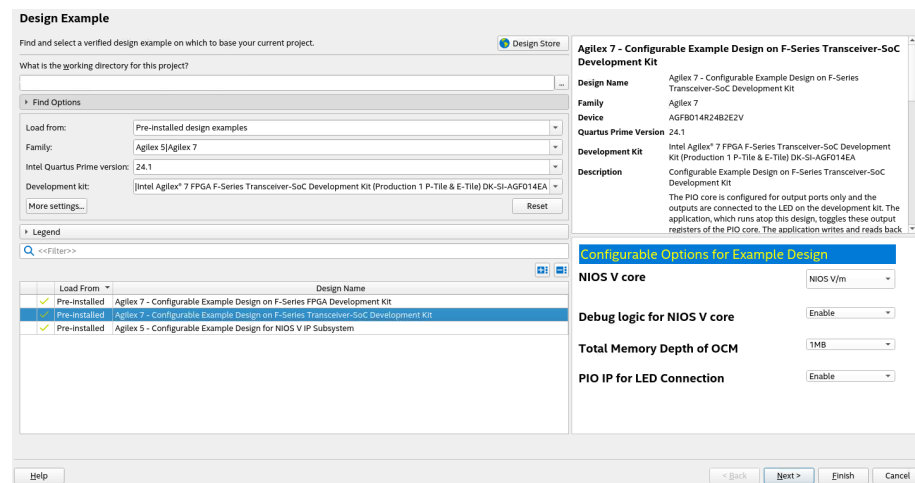 Design Example
Find and select a verified design example on which to base your current project.
Design Store
What is the working directory for this project?
...
Find Options
Load from:
Pre-installed design examples
Family:
Agilex 5|Agilex 7
Intel Quartus Prime version:
24.1
Development kit:
|Intel Agilex® 7 FPGA F-Series Transceiver-SoC Development Kit (Production 1 P-Tile & E-Tile) DK-SI-AGF014EA
More settings...
Reset
Legend
<<Filter>>
Load From
Design Name
Pre-installed Agilex 7 - Configurable Example Design on F-Series FPGA Development Kit
Pre-installed Agilex 7 - Configurable Example Design on F-Series Transceiver-SoC Development Kit
Pre-installed Agilex 5 - Configurable Example Design for NIOS V IP Subsystem
Agilex 7 - Configurable Example Design on F-Series Transceiver-SoC
Development Kit
Design Name
Agilex 7 - Configurable Example Design on F-Series
Transceiver-SoC Development Kit
Family
Agilex 7
Device
AGFB014R24B2E2V
Quartus Prime Version 24.1
Development Kit
Intel Agilex® 7 FPGA F-Series Transceiver-SoC Development
Kit (Production 1 P-Tile & E-Tile) DK-SI-AGF014EA
Description
Configurable Example Design on F-Series Transceiver-SoC
Development Kit
The PIO core is configured for output ports only and the
outputs are connected to the LED on the development kit. The
application, which runs atop this design, toggles these output
registers of the PIO core. The application writes and reads back
Configurable Options for Example Design
NIOS V core
NIOS V/m
Debug logic for NIOS V core
Enable
Total Memory Depth of OCM
1MB
PIO IP for LED Connection
Enable
Help
< Back
Next >
Finish
Cancel